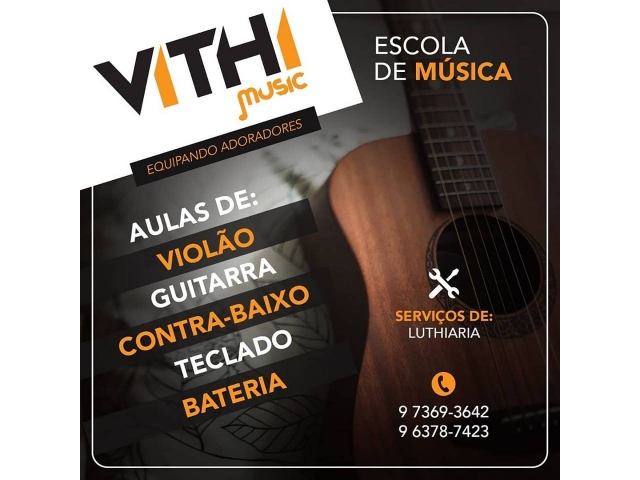 VITHI
music
EQUIPANDO ADORADORES
ESCOLA
DE MÚSICA
AULAS DE:
VIOLÃO
GUITARRA
CONTRA-BAIXO
TECLADO
BATERIA
SERVIÇOS DE:
LUTHIARIA
9 7369-3642
9 6378-7423